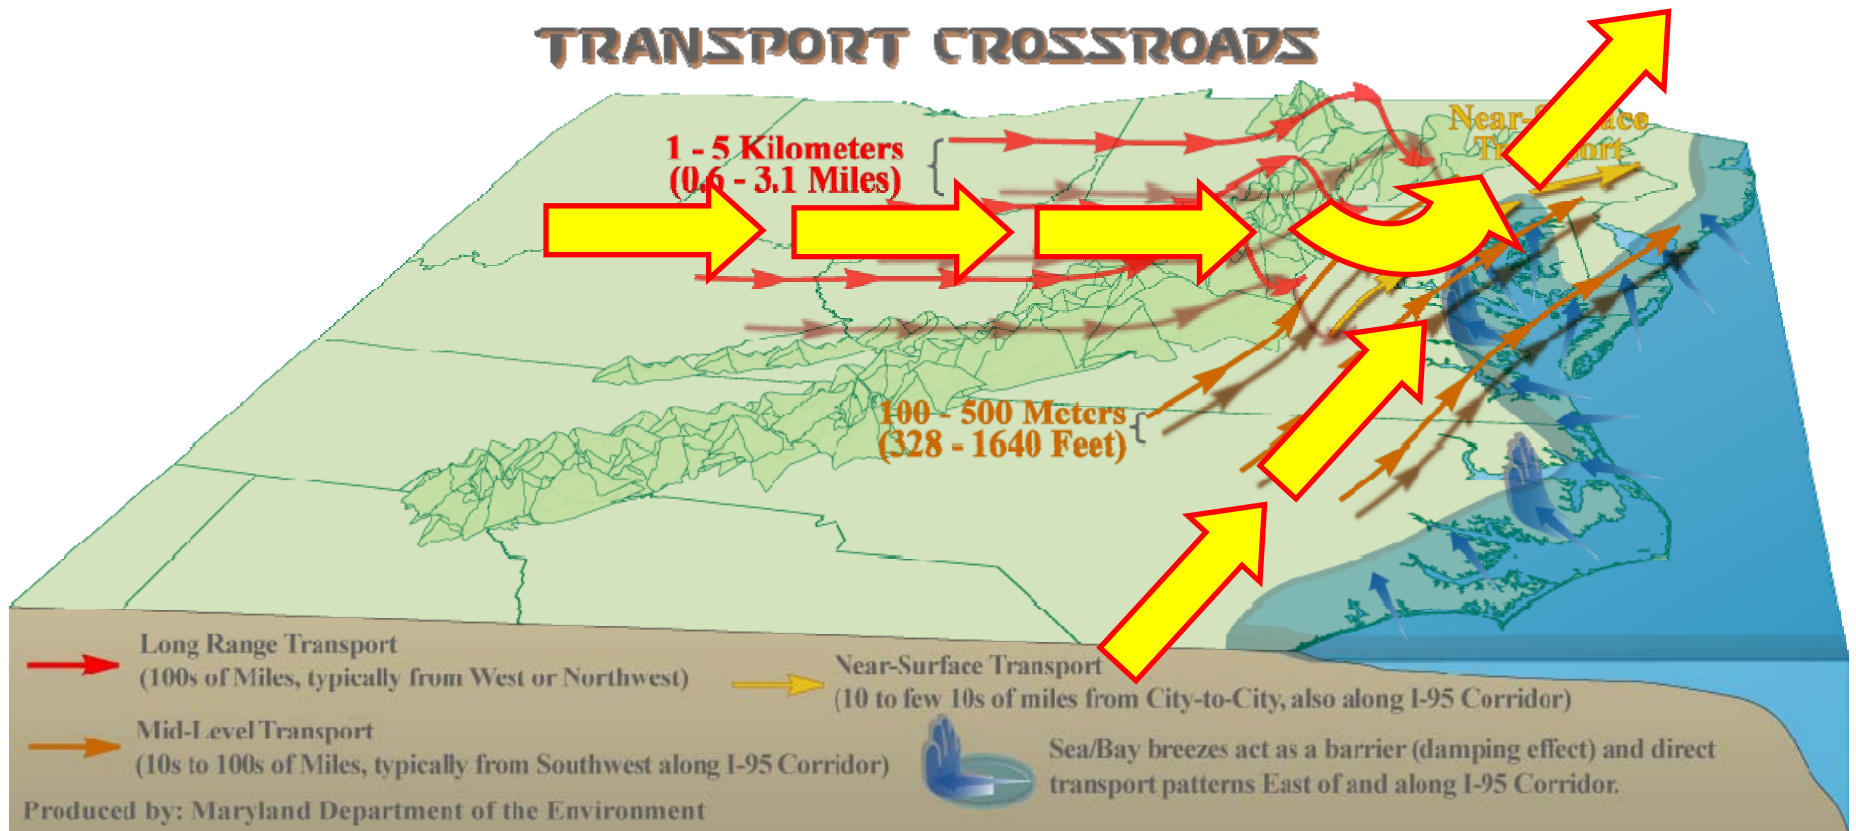 TRANSPORT CROSSROADS
1 - 5 Kilometers
(0.6 - 3.1 Miles)
Near-
100 - 500 Meters
(328 - 1640 Feet)
Long Range Transport
(100s of Miles, typically from West or Northwest)
Near-Surface Transport
(10 to few 10s of miles from City-to-City, also along I-95 Corridor)
Mid-Level Transport
(10s to 100s of Miles, typically from Southwest along I-95 Corridor)
Sea/Bay breezes act as a barrier (damping effect) and direct
transport patterns East of and along I-95 Corridor.
Produced by: Maryland Department of the Environment